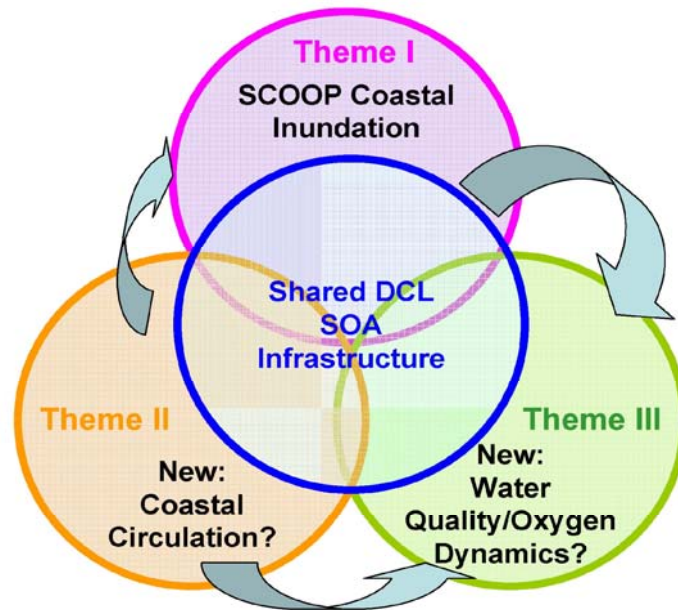 Theme I
SCOOP Coastal
Inundation
Shared DCL
SOA
Infrastructure
Theme II
New:
Coastal
Circulation?
Theme III
New:
Water
Quality/Oxygen
Dynamics?